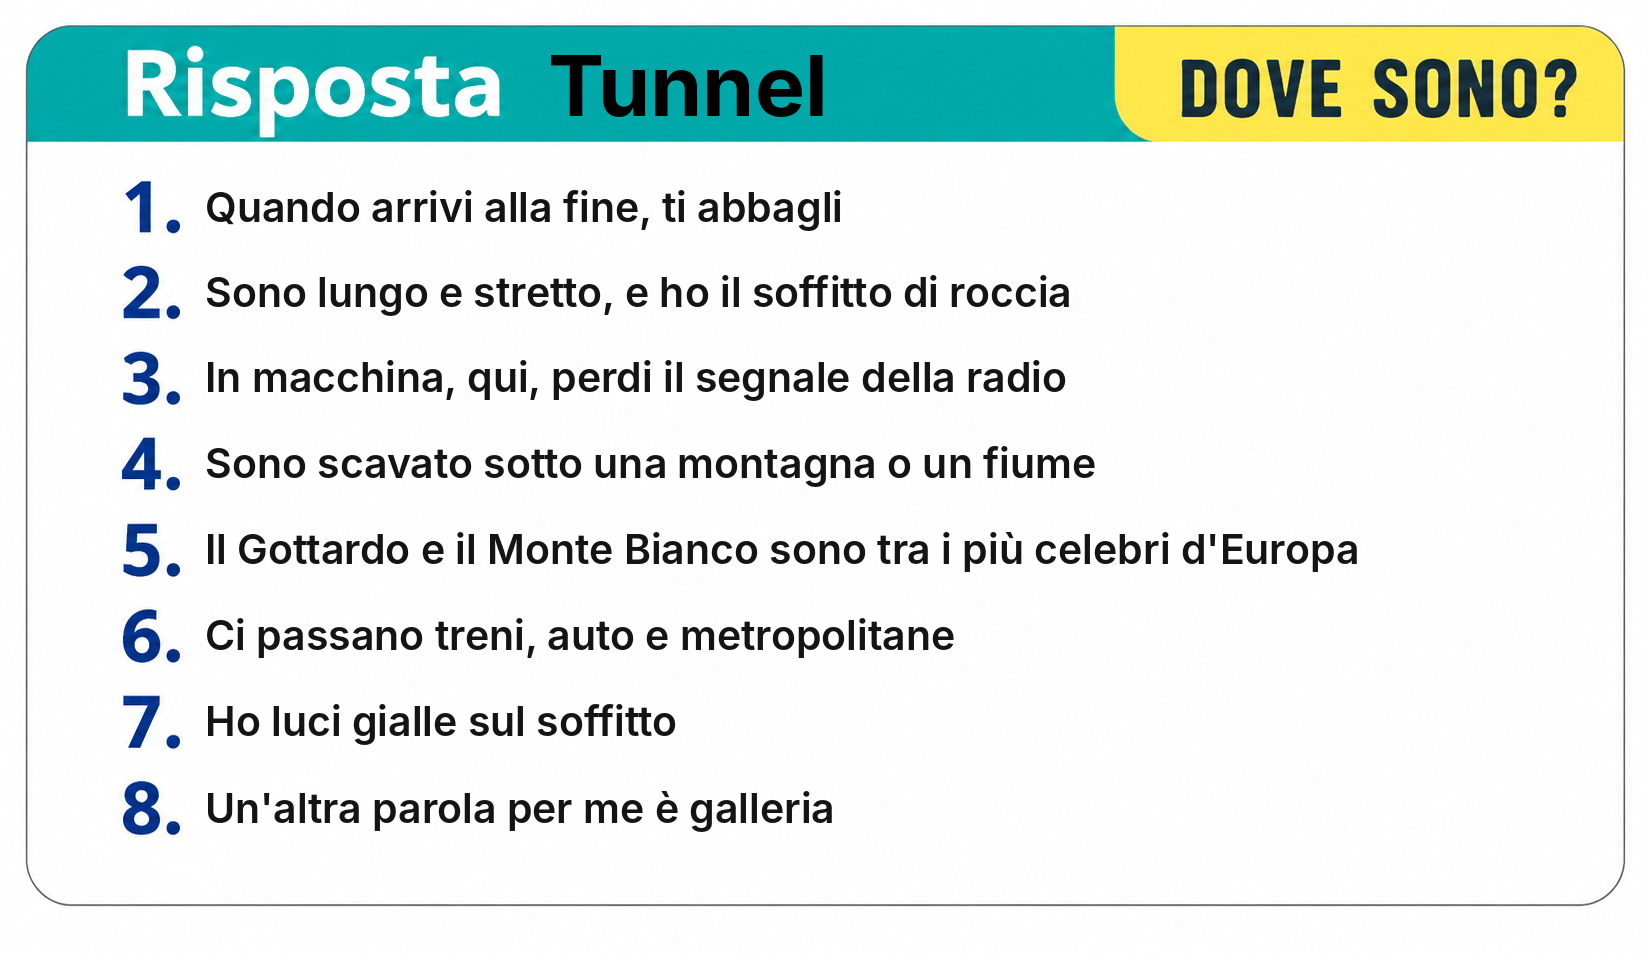 Risposta Tunnel
DOVE SONO?
1. Quando arrivi alla fine, ti abbagli
2. Sono lungo e stretto, e ho il soffitto di roccia
3. In macchina, qui, perdi il segnale della radio
4. Sono scavato sotto una montagna o un fiume
5. Il Gottardo e il Monte Bianco sono tra i più celebri d'Europa
6. Ci passano treni, auto e metropolitane
7. Ho luci gialle sul soffitto
8. Un'altra parola per me è galleria